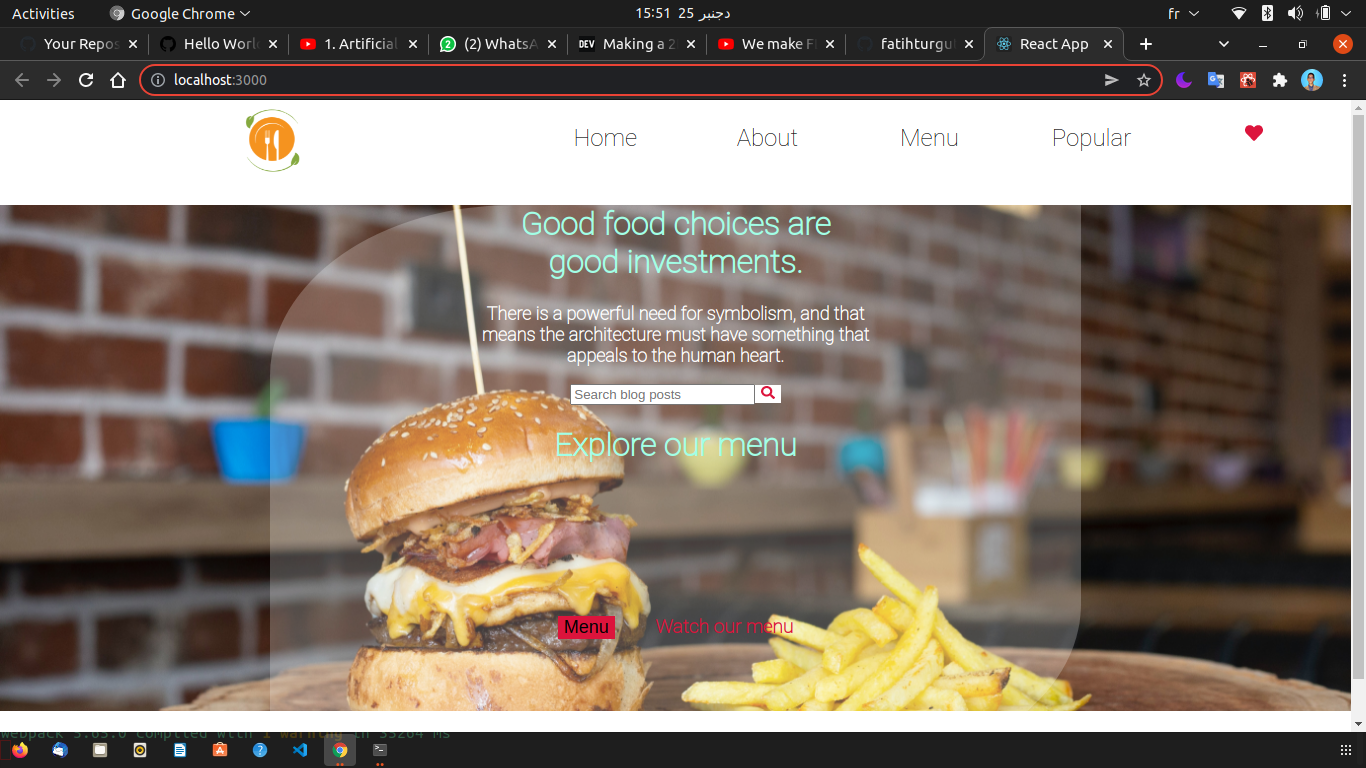 Activities
Google Chrome
15:51 25 دجنبر
fr
Your Repos
Hello Worl
1. Artificial
(2) WhatsA
DEV
Making a 2
We make Fi
fatihturgu
React App
localhost:3000
Home
About
Menu
Popular
Good food choices are
good investments.
There is a powerful need for symbolism, and that
means the architecture must have something that
appeals to the human heart.
Search blog posts
Explore our menu
Menu
Watch our menu
webpack 5.65.0 compiled with 1 warning in 33264 ms